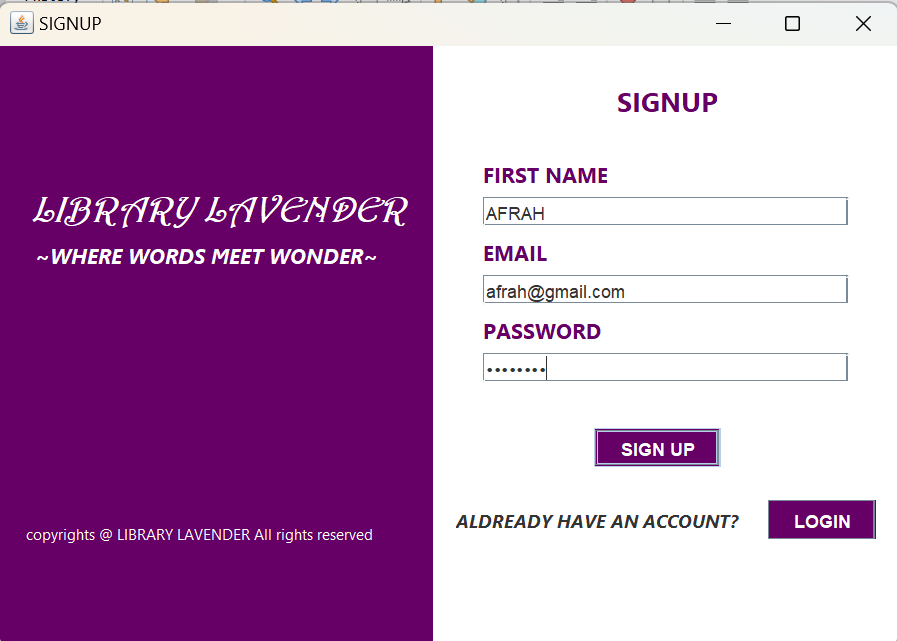 SIGNUP
LIBRARY LAVENDER
~WHERE WORDS MEET WONDER~
copyrights @ LIBRARY LAVENDER All rights reserved
SIGNUP
FIRST NAME
AFRAH
EMAIL
afrah@gmail.com
PASSWORD
••••••••
SIGN UP
ALDREADY HAVE AN ACCOUNT?
LOGIN